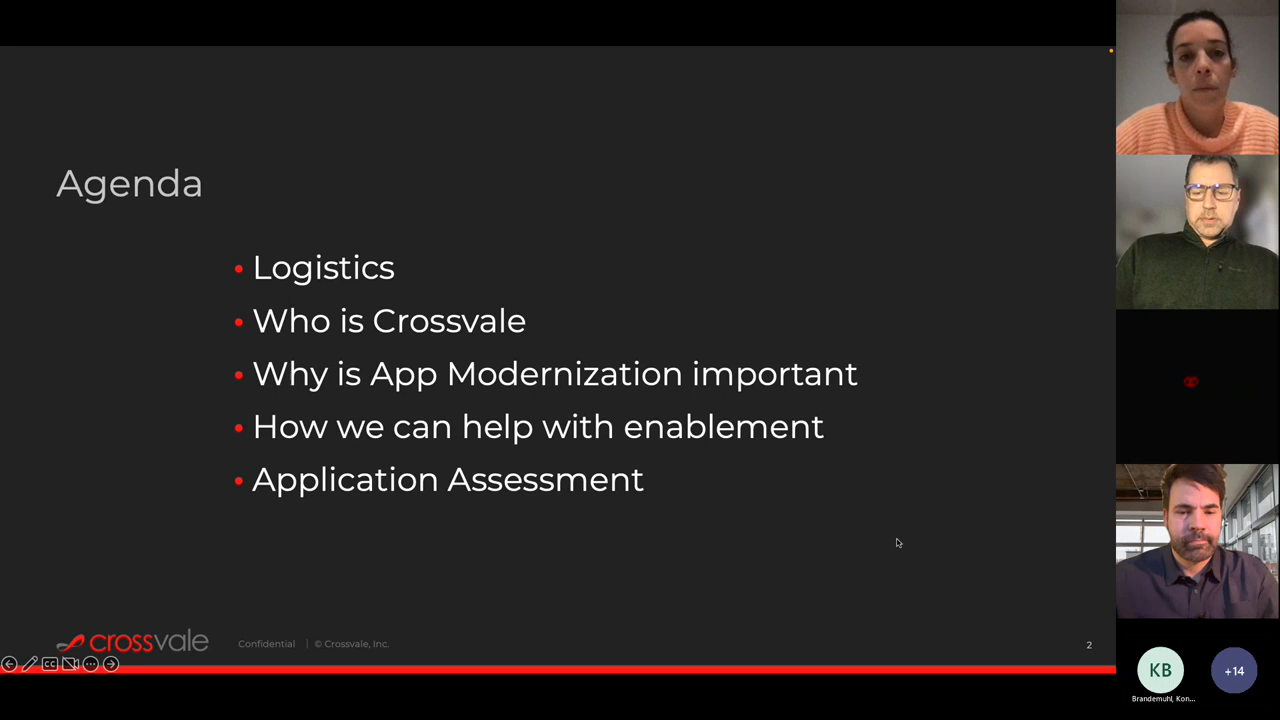 Agenda
• Logistics
• Who is Crossvale
• Why is App Modernization important
• How we can help with enablement
• Application Assessment
crossvale
Confidential | © Crossvale, Inc.
2
CC
KB
+14
Brandemuhl, Kon...